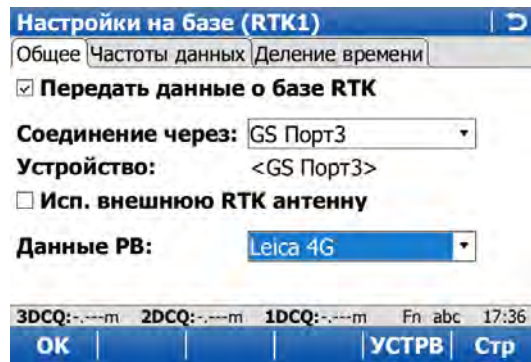 Настройки на базе (RTK1)
Общее Частоты данных Деление времени
Передать данные о базе RTK
Соединение через: GS Порт3
Устройство: <GS Порт3>
Исп. внешнюю RTK антенну
Данные РВ: Leica 4G
3DCQ:-.---m 2DCQ:-.---m 1DCQ:-.---m Fn abc 17:36
OK УСТРВ Стр